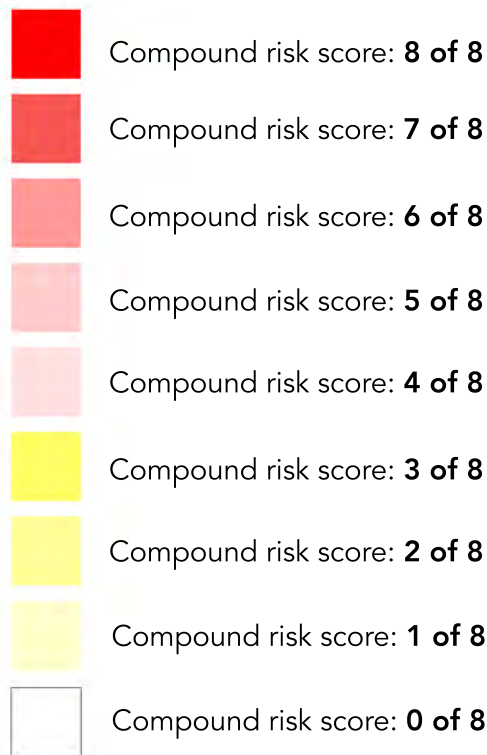 Compound risk score: 8 of 8
Compound risk score: 7 of 8
Compound risk score: 6 of 8
Compound risk score: 5 of 8
Compound risk score: 4 of 8
Compound risk score: 3 of 8
Compound risk score: 2 of 8
Compound risk score: 1 of 8
Compound risk score: 0 of 8